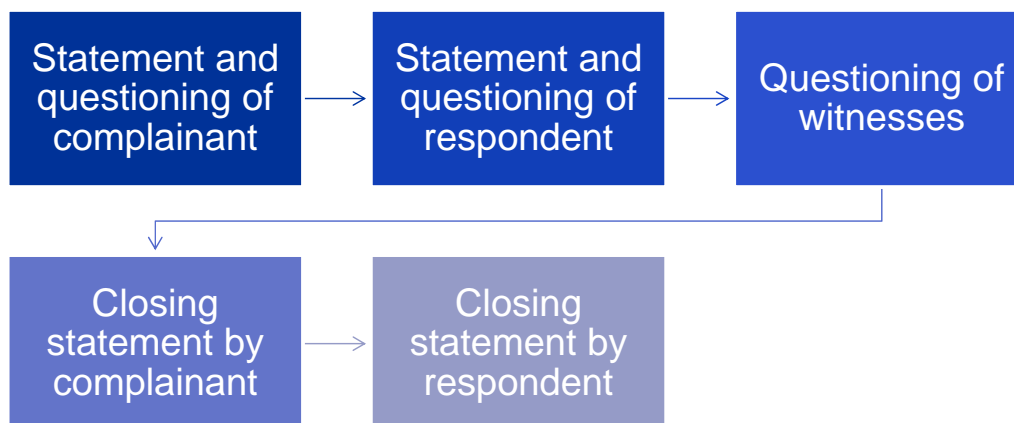 Statement and
questioning of
complainant
Statement and
questioning of
respondent
Questioning of
witnesses
Closing
statement by
complainant
Closing
statement by
respondent